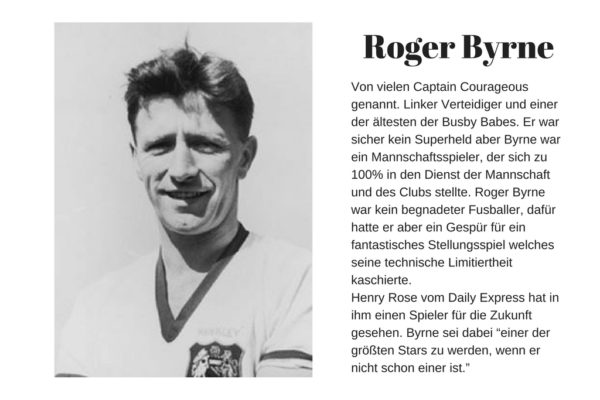 Roger Byrne
Von vielen Captain Courageous
genannt. Linker Verteidiger und einer
der ältesten der Busby Babes. Er war
sicher kein Superheld aber Byrne war
ein Mannschaftsspieler, der sich zu
100% in den Dienst der Mannschaft
und des Clubs stellte. Roger Byrne
war kein begnadeter Fusballer, dafür
hatte er aber ein Gespür für ein
fantastisches Stellungsspiel welches
seine technische Limitiertheit
kaschierte.
Henry Rose vom Daily Express hat in
ihm einen Spieler für die Zukunft
gesehen. Byrne sei dabei “einer der
größten Stars zu werden, wenn er
nicht schon einer ist.”